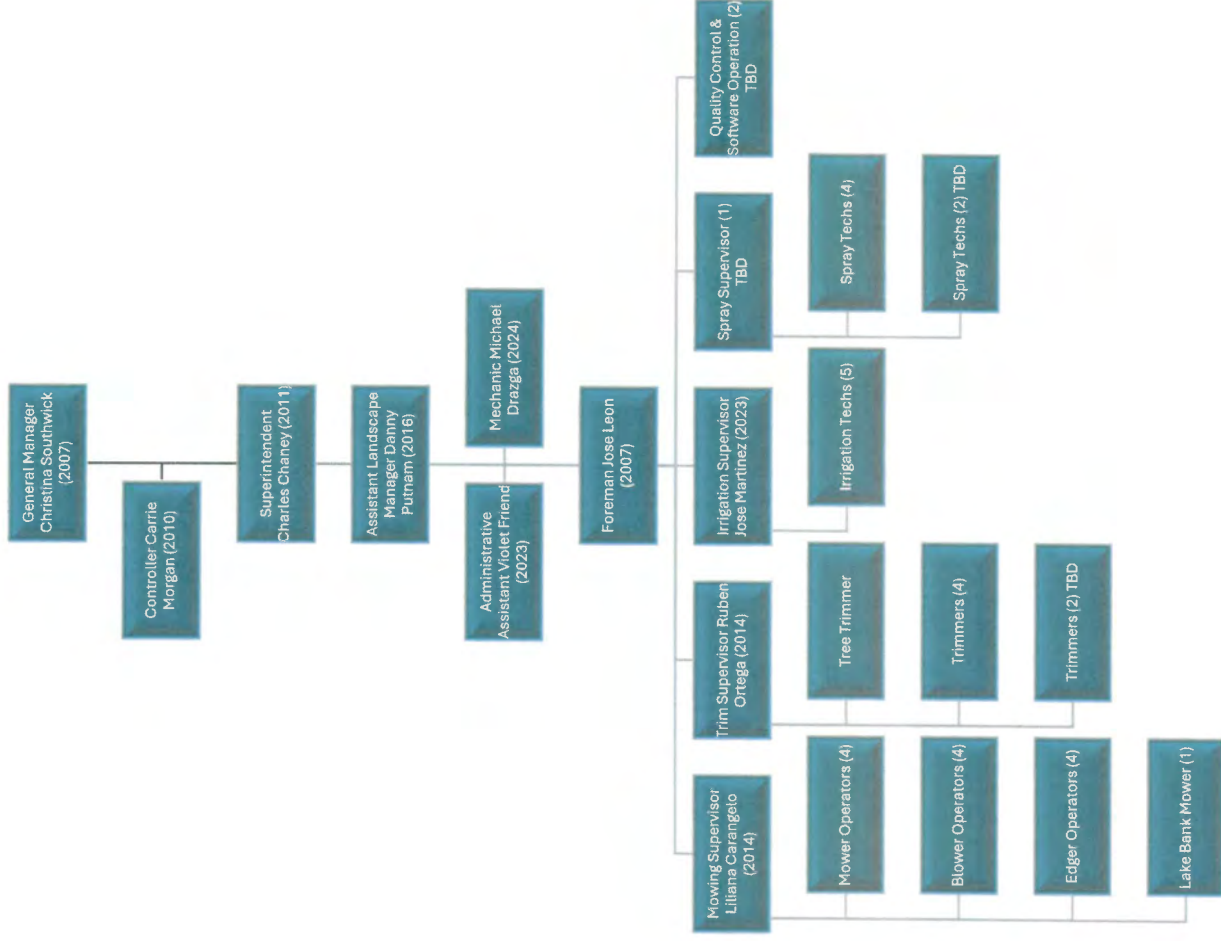 General Manager
Christina Southwick
(2007)
Controller Carrie
Morgan (2010)
Superintendent
Charles Chaney (2011)
Assistant Landscape
Manager Danny
Putnam (2016)
Administrative
Assistant Violet Friend
(2023)
Mechanic Michael
Drazga (2024)
Foreman Jose Leon
(2007)
Mowing Supervisor
Liliana Carangelo
(2014)
Mower Operators (4)
Blower Operators (4)
Edger Operators (4)
Lake Bank Mower (1)
Trim Supervisor Ruben
Ortega (2014)
Tree Trimmer
Trimmers (4)
Trimmers (2) TBD
Irrigation Supervisor
Jose Martinez (2023)
Irrigation Techs (5)
Spray Supervisor (1)
TBD
Spray Techs (4)
Spray Techs (2) TBD
Quality Control &
Software Operation (2)
TBD